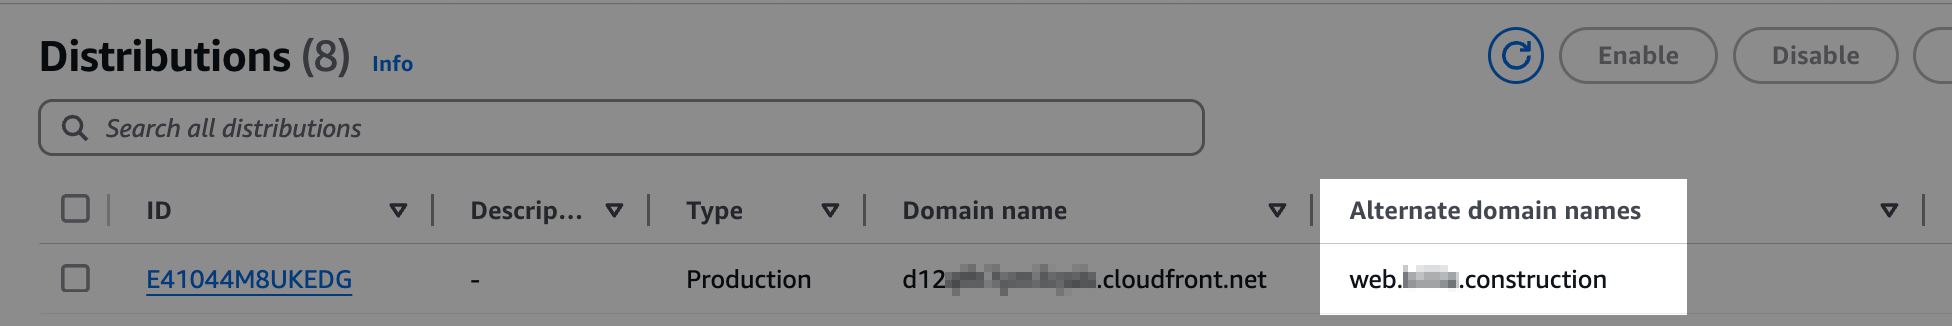 Distributions (8) Info
Enable Disable
Search all distributions
ID Descrip... Type Domain name Alternate domain names
E41044M8UKEDG - Production d12 .cloudfront.net web. .construction